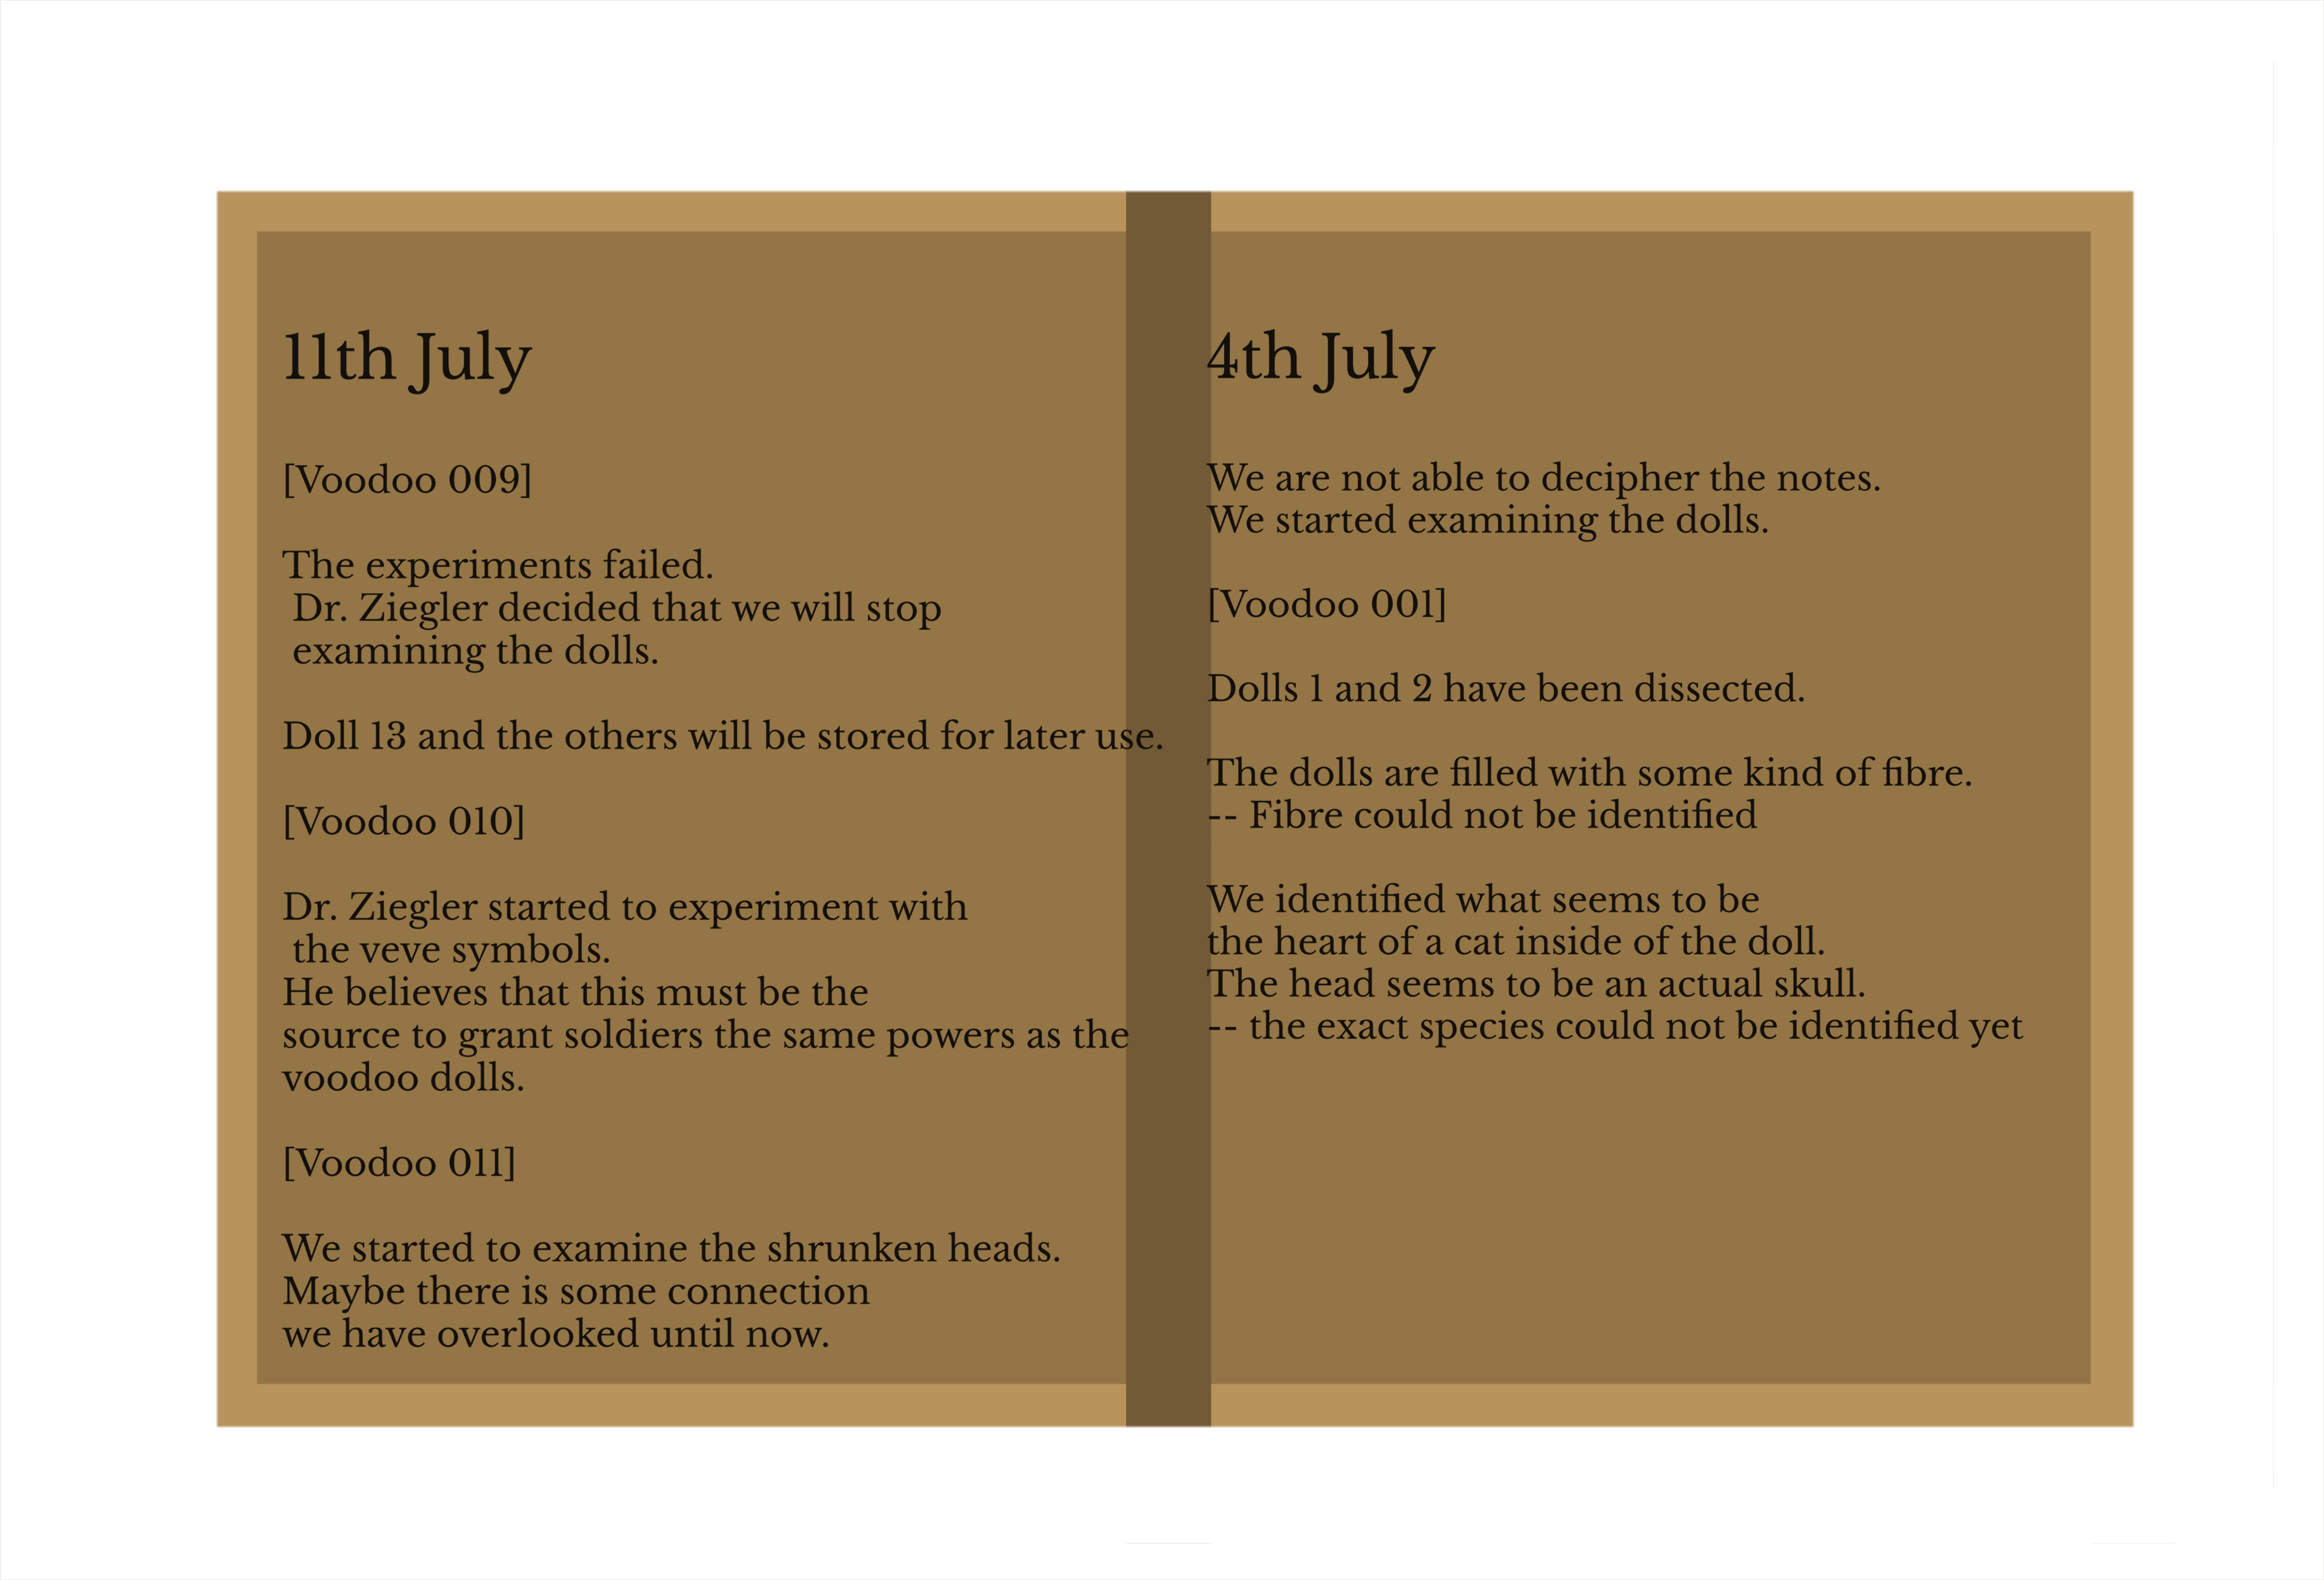 11th July
[Voodoo 009]
The experiments failed.
Dr. Ziegler decided that we will stop
examining the dolls.
Doll 13 and the others will be stored for later use.
[Voodoo 010]
Dr. Ziegler started to experiment with
the veve symbols.
He believes that this must be the
source to grant soldiers the same powers as the
voodoo dolls.
[Voodoo 011]
We started to examine the shrunken heads.
Maybe there is some connection
we have overlooked until now.
4th July
We are not able to decipher the notes.
We started examining the dolls.
[Voodoo 001]
Dolls 1 and 2 have been dissected.
The dolls are filled with some kind of fibre.
-- Fibre could not be identified
We identified what seems to be
the heart of a cat inside of the doll.
The head seems to be an actual skull.
-- the exact species could not be identified yet